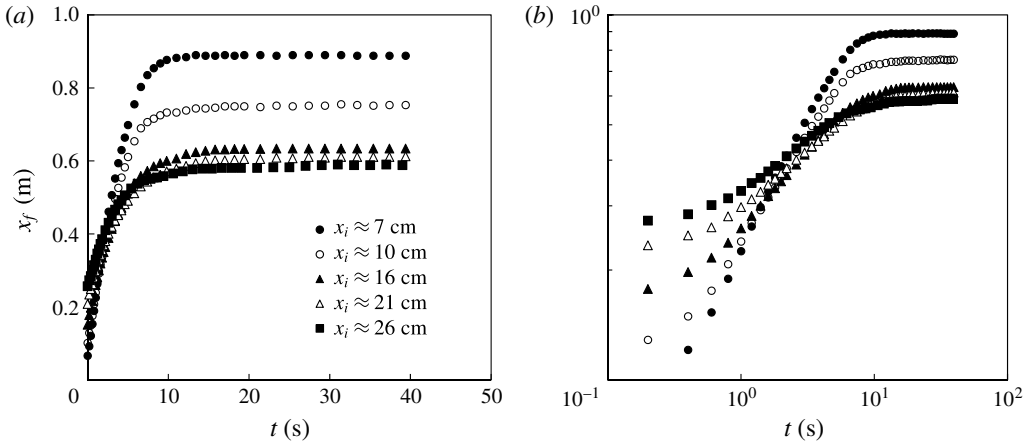 (a)
1.0
0.8
0.6
0.4
0.2
0
10
20
30
40
50
x_f (m)
t (s)
x_i ≈ 7 cm
x_i ≈ 10 cm
x_i ≈ 16 cm
x_i ≈ 21 cm
x_i ≈ 26 cm
(b)
10^0
10^{-1}
10^0
10^1
10^2
t (s)